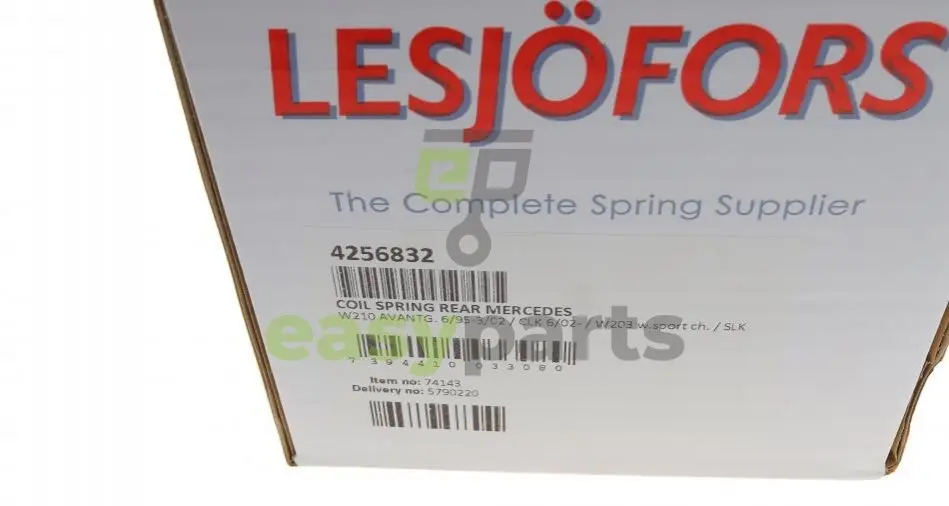 LESJÖFORS
The Complete Spring Supplier
4256832
COIL SPRING REAR MERCEDES
W210 AVANTG. 6/95-3/02 / CLK 6/02- / W203 w.sport ch. / SLK
easyparts
7 394410 033080
Item no: 74143
Delivery no: 5790220